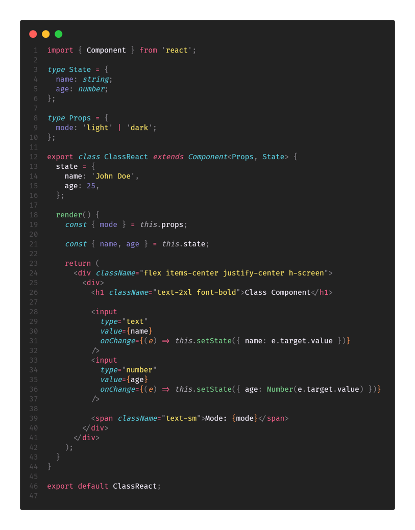 1 import { Component } from 'react';
2
3 type State = {
4   name: string;
5   age: number;
6 };
7
8 type Props = {
9   mode: 'light' | 'dark';
10 };
11
12 export class ClassReact extends Component<Props, State> {
13   state = {
14     name: 'John Doe',
15     age: 25,
16   };
17
18   render() {
19     const { mode } = this.props;
20
21     const { name, age } = this.state;
22
23     return (
24       <div className="flex items-center justify-center h-screen">
25         <div>
26           <h1 className="text-2xl font-bold">Class Component</h1>
27
28           <input
29             type="text"
30             value={name}
31             onChange={(e) => this.setState({ name: e.target.value })}
32           />
33           <input
34             type="number"
35             value={age}
36             onChange={(e) => this.setState({ age: Number(e.target.value) })}
37           />
38
39           <span className="text-sm">Mode: {mode}</span>
40         </div>
41       </div>
42     );
43   }
44 }
45
46 export default ClassReact;
47